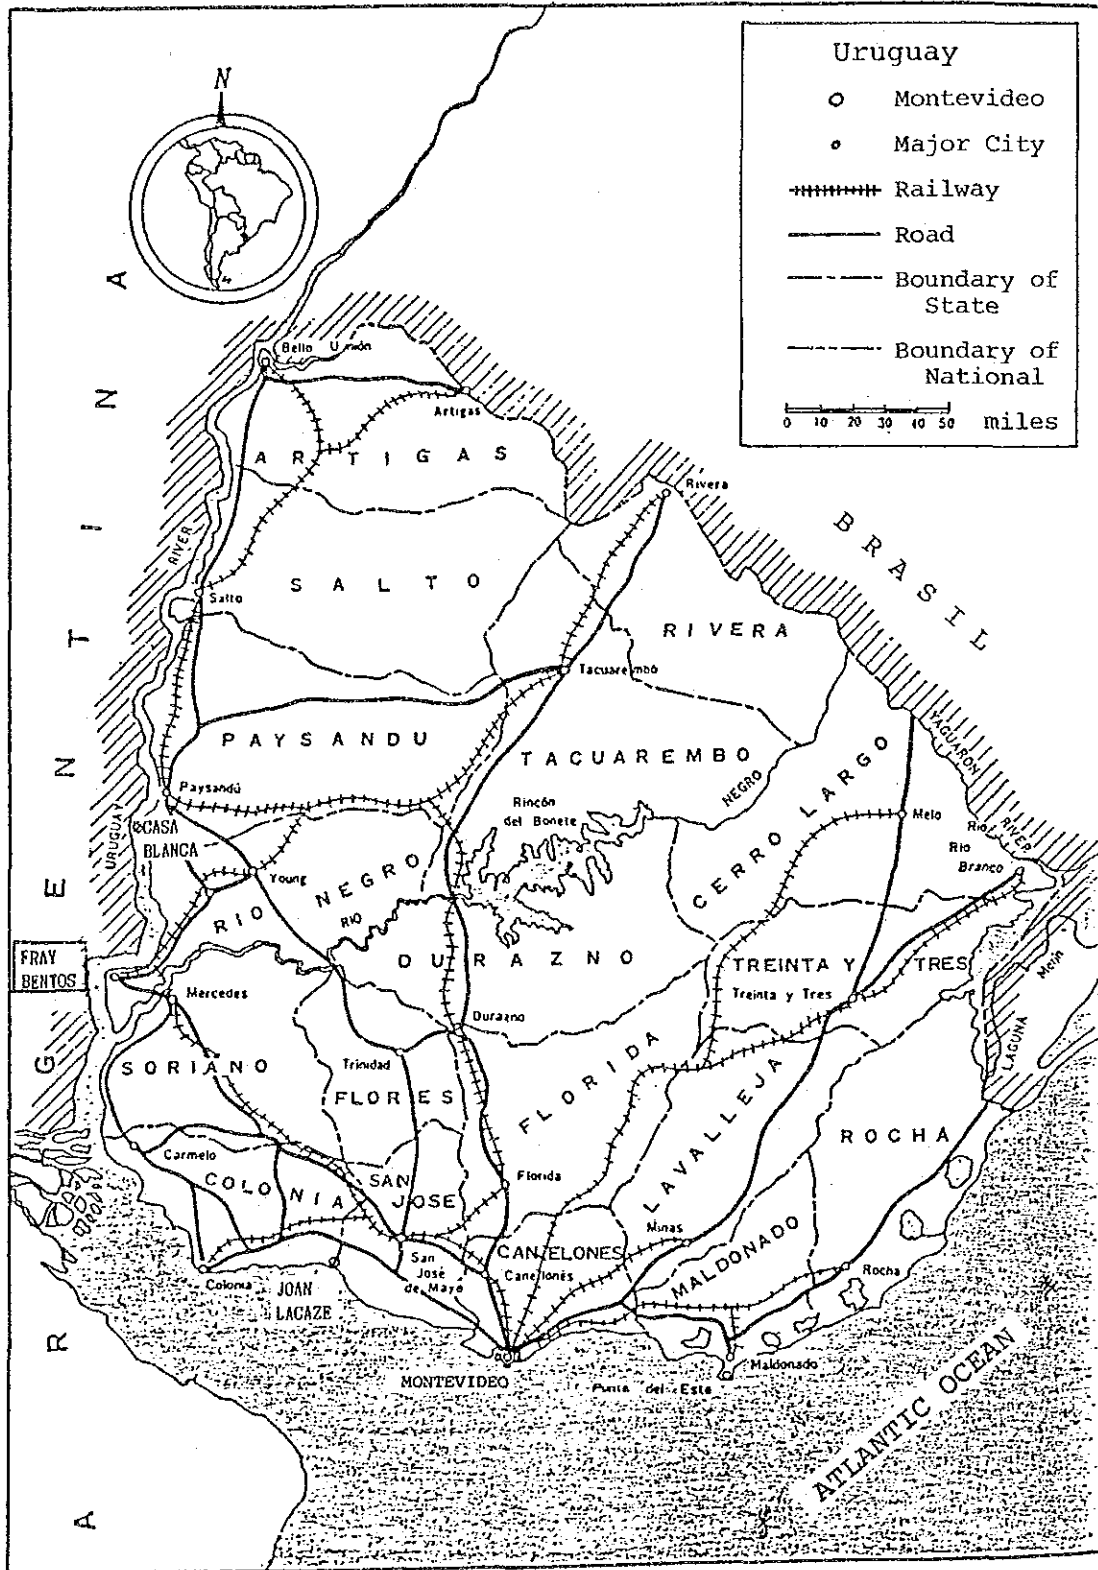 Uruguay
Montevideo
Major City
Railway
Road
Boundary of
State
Boundary of
National
0 10 20 30 40 50 miles
N
ARGENTINA
BRASIL
Bello Unión
Artigas
ARTIGAS
Rivera
RIVER
SALTO
Salto
RIVERA
Tacuarembó
PAYSANDU
TACUAREMBO
YAGUARON
RIVER
NEGRO
CERRO LARGO
Paysandú
Rincón
del Bonete
Melo
CASA
BLANCA
URUGUAY
Rio
Rio
Branco
Young
RIO NEGRO
RIO
DURAZNO
FRAY
BENTOS
TREINTA Y TRES
Merin
LAGUNA
Mercedes
Treinta y Tres
Durazno
Trinidad
SORIANO
FLORES
FLORIDA
LAVALLEJA
ROCHA
Carmelo
COLONIA
SAN
JOSE
Florida
Minas
CANELONES
MALDONADO
San
José
de Mayo
Canelones
Rocha
Colonia
JOAN
LACAZE
MONTEVIDEO
Maldonado
Punta del Este
ATLANTIC OCEAN